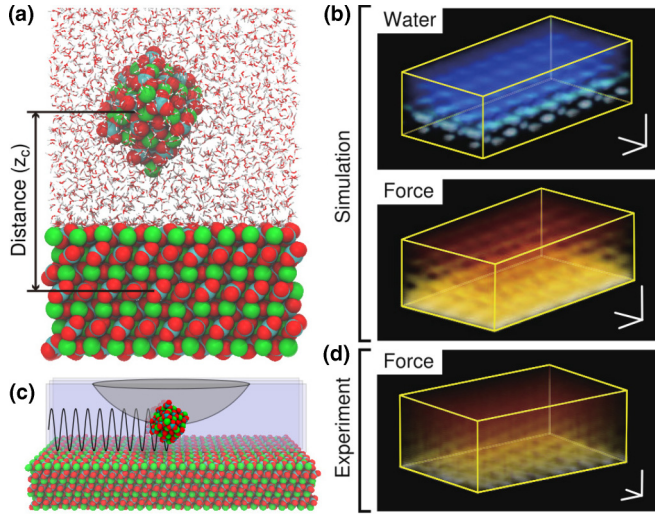 (a)
Distance (zc)
(b)
Simulation
Water
Force
(c)
(d)
Experiment
Force